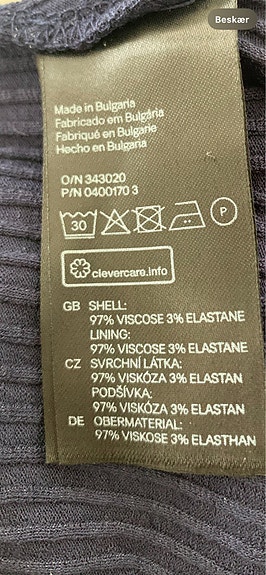 Beskær
Made in Bulgaria
Fabricado em Bulgária
Fabriqué en Bulgarie
Hecho en Bulgaria
O/N 343020
P/N 0400170 3
30 P
clevercare.info
GB SHELL:
97% VISCOSE 3% ELASTANE
LINING:
97% VISCOSE 3% ELASTANE
CZ SVRCHNÍ LÁTKA:
97% VISKÓZA 3% ELASTAN
PODŠÍVKA:
97% VISKÓZA 3% ELASTAN
DE OBERMATERIAL:
97% VISKOSE 3% ELASTHAN